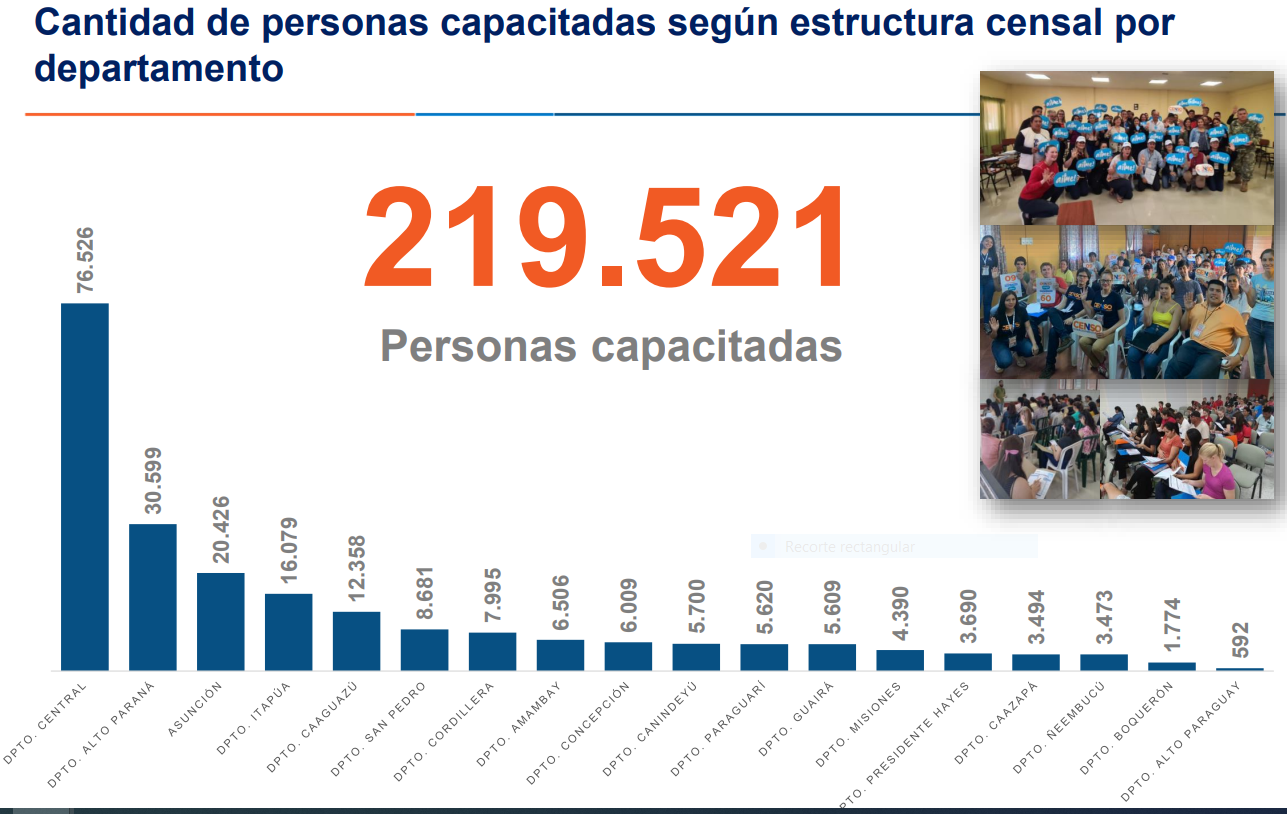 Cantidad de personas capacitadas según estructura censal por
departamento
219.521
Personas capacitadas
76.526
30.599
20.426
16.079
12.358
8.681
7.995
6.506
6.009
5.700
5.620
5.609
4.390
3.690
3.494
3.473
1.774
592
Recorte rectangular
DPTO. CENTRAL
DPTO. ALTO PARANÁ
ASUNCIÓN
DPTO. ITAPÚA
DPTO. CAAGUAZÚ
DPTO. SAN PEDRO
DPTO. CORDILLERA
DPTO. AMAMBAY
DPTO. CONCEPCIÓN
DPTO. CANINDEYÚ
DPTO. PARAGUARÍ
DPTO. GUAIRÁ
DPTO. MISIONES
DPTO. PRESIDENTE HAYES
DPTO. CAAZAPÁ
DPTO. ÑEEMBUCÚ
DPTO. BOQUERÓN
DPTO. ALTO PARAGUAY
CENSO
60
09